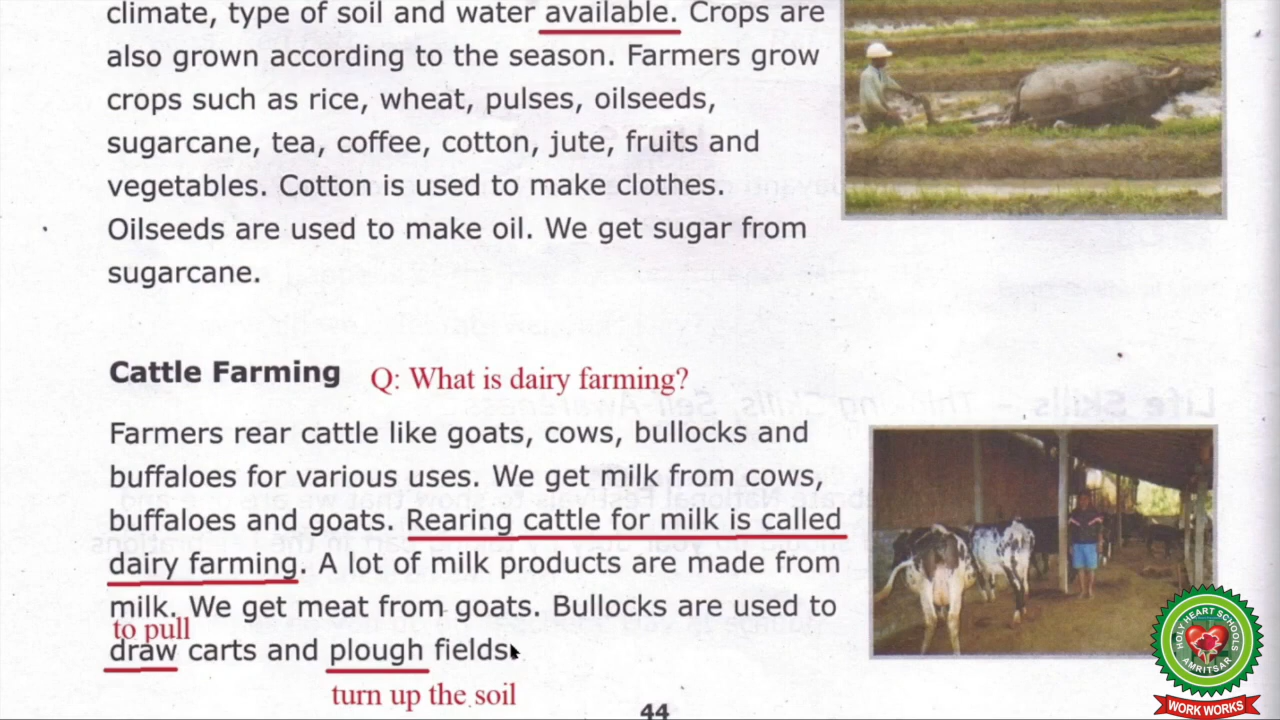 climate, type of soil and water available. Crops are
also grown according to the season. Farmers grow
crops such as rice, wheat, pulses, oilseeds,
sugarcane, tea, coffee, cotton, jute, fruits and
vegetables. Cotton is used to make clothes.
Oilseeds are used to make oil. We get sugar from
sugarcane.
Cattle Farming Q: What is dairy farming?
Farmers rear cattle like goats, cows, bullocks and
buffaloes for various uses. We get milk from cows,
buffaloes and goats. Rearing cattle for milk is called
dairy farming. A lot of milk products are made from
milk. We get meat from goats. Bullocks are used to
to pull
draw carts and plough fields.
turn up the soil
44
HOLY HEART SCHOOLS
AMRITSAR
WORK WORKS